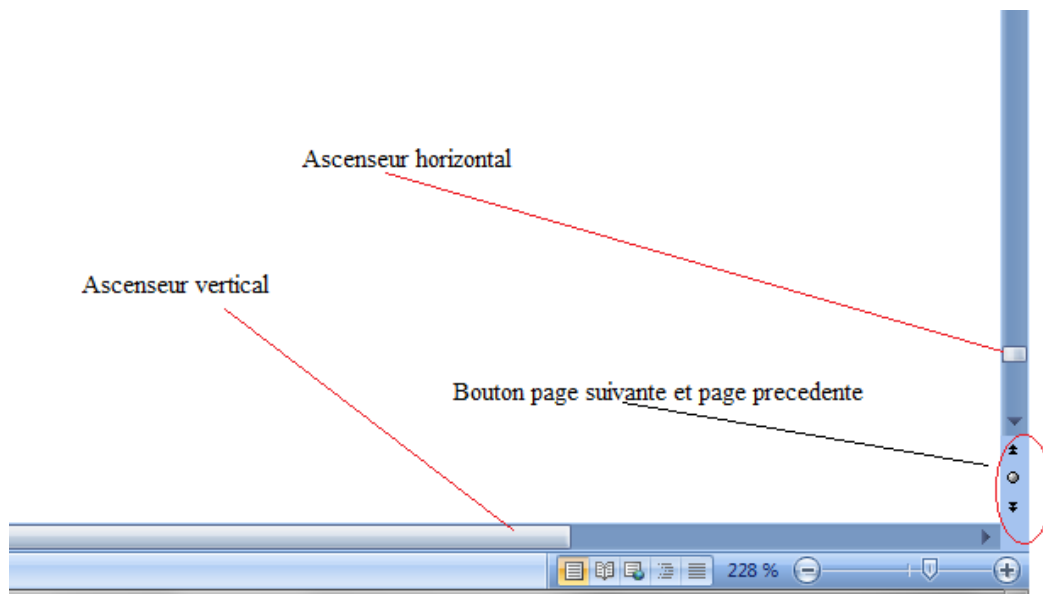 Ascenseur horizontal
Ascenseur vertical
Bouton page suivante et page precedente
228 %